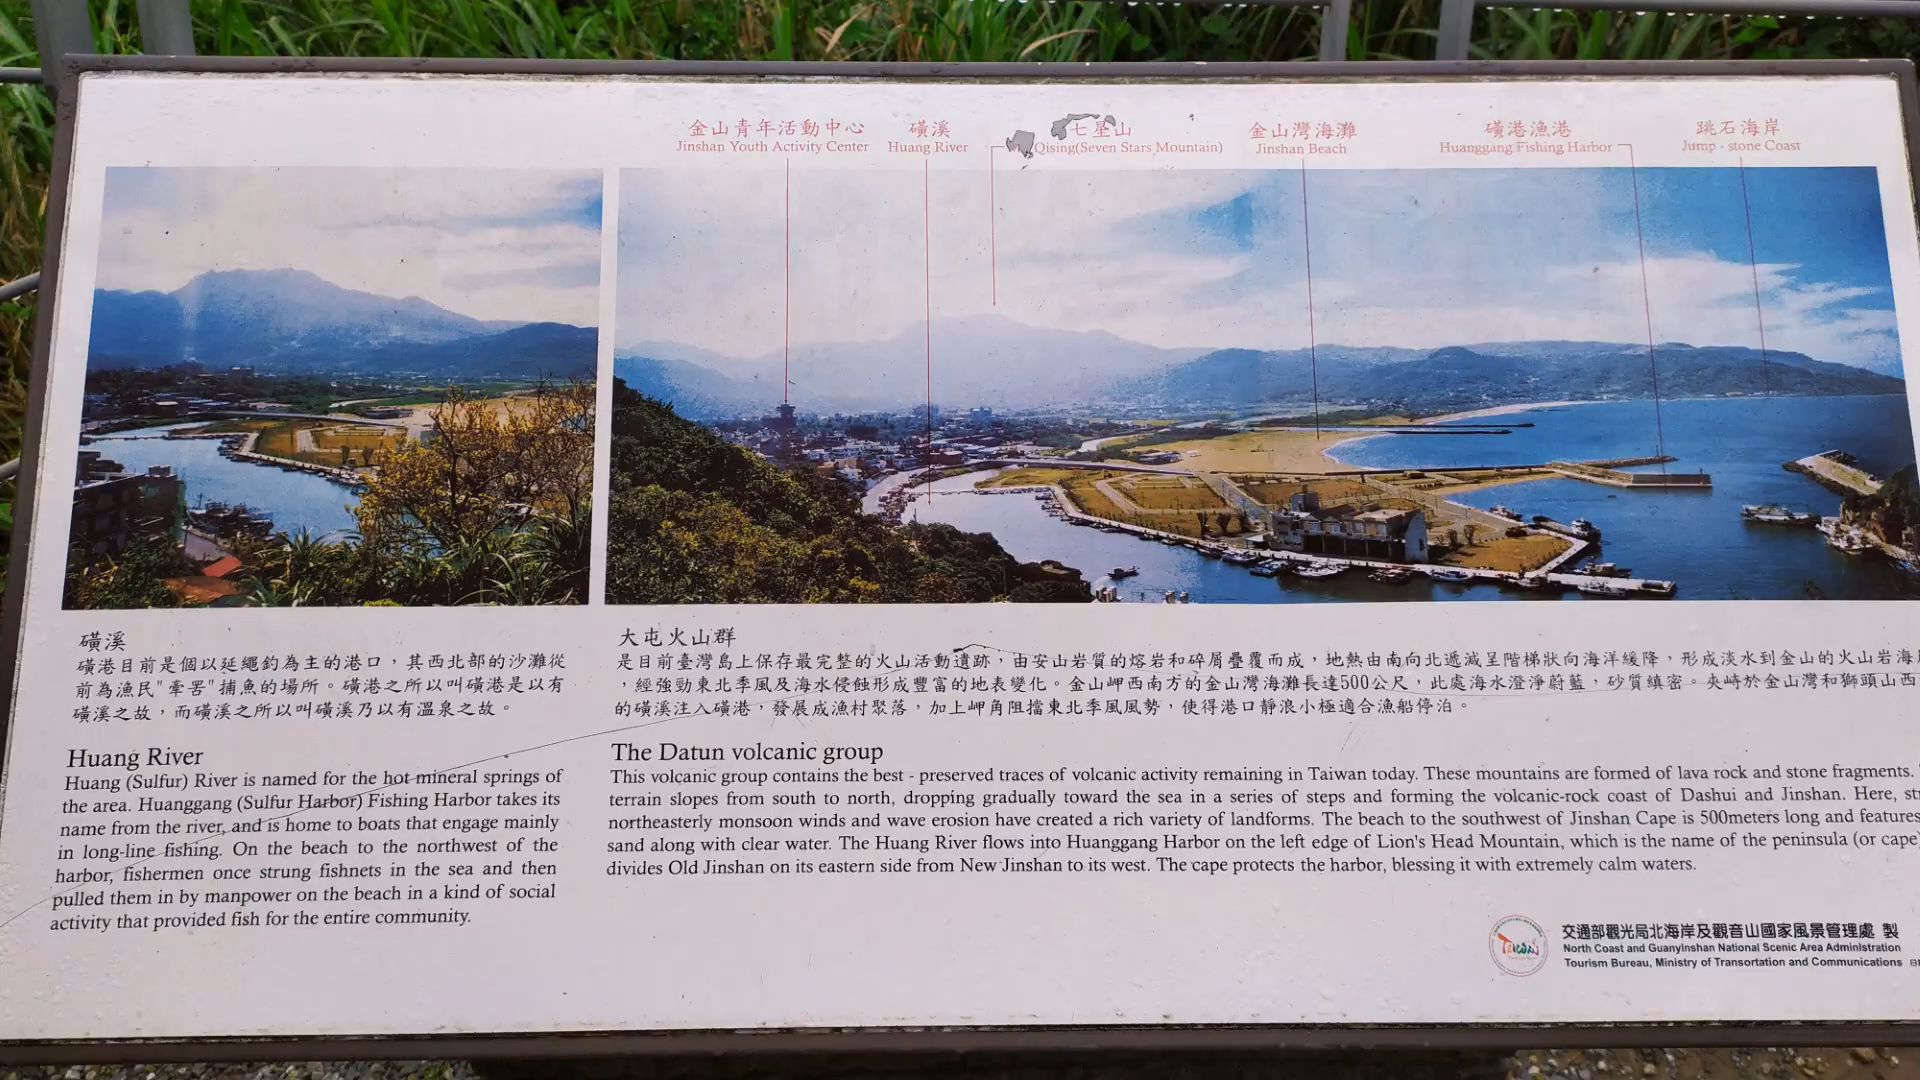 金山青年活動中心
Jinshan Youth Activity Center
磺溪
Huang River
七星山
Qising(Seven Stars Mountain)
金山灣海灘
Jinshan Beach
磺港漁港
Huanggang Fishing Harbor
跳石海岸
Jump - stone Coast
磺溪
磺港目前是個以延繩釣為主的港口，其西北部的沙灘從
前為漁民"牽罟"捕魚的場所。磺港之所以叫磺港是以有
磺溪之故，而磺溪之所以叫磺溪乃以有溫泉之故。
Huang River
Huang (Sulfur) River is named for the hot mineral springs of
the area. Huanggang (Sulfur Harbor) Fishing Harbor takes its
name from the river, and is home to boats that engage mainly
in long-line fishing. On the beach to the northwest of the
harbor, fishermen once strung fishnets in the sea and then
pulled them in by manpower on the beach in a kind of social
activity that provided fish for the entire community.
大屯火山群
是目前臺灣島上保存最完整的火山活動遺跡，由安山岩質的熔岩和碎屑疊覆而成，地熱由南向北遞減呈階梯狀向海洋緩降，形成淡水到金山的火山岩海
，經強勁東北季風及海水侵蝕形成豐富的地表變化。金山岬西南方的金山灣海灘長達500公尺，此處海水澄淨蔚藍，砂質縝密。夾峙於金山灣和獅頭山西
的磺溪注入磺港，發展成漁村聚落，加上岬角阻擋東北季風風勢，使得港口靜浪小極適合漁船停泊。
The Datun volcanic group
This volcanic group contains the best - preserved traces of volcanic activity remaining in Taiwan today. These mountains are formed of lava rock and stone fragments.
terrain slopes from south to north, dropping gradually toward the sea in a series of steps and forming the volcanic-rock coast of Dashui and Jinshan. Here,
northeasterly monsoon winds and wave erosion have created a rich variety of landforms. The beach to the southwest of Jinshan Cape is 500meters long and features
sand along with clear water. The Huang River flows into Huanggang Harbor on the left edge of Lion's Head Mountain, which is the name of the peninsula (or cape)
divides Old Jinshan on its eastern side from New Jinshan to its west. The cape protects the harbor, blessing it with extremely calm waters.
交通部觀光局北海岸及觀音山國家風景管理處 製
North Coast and Guanyinshan National Scenic Area Administration
Tourism Bureau, Ministry of Transortation and Communications